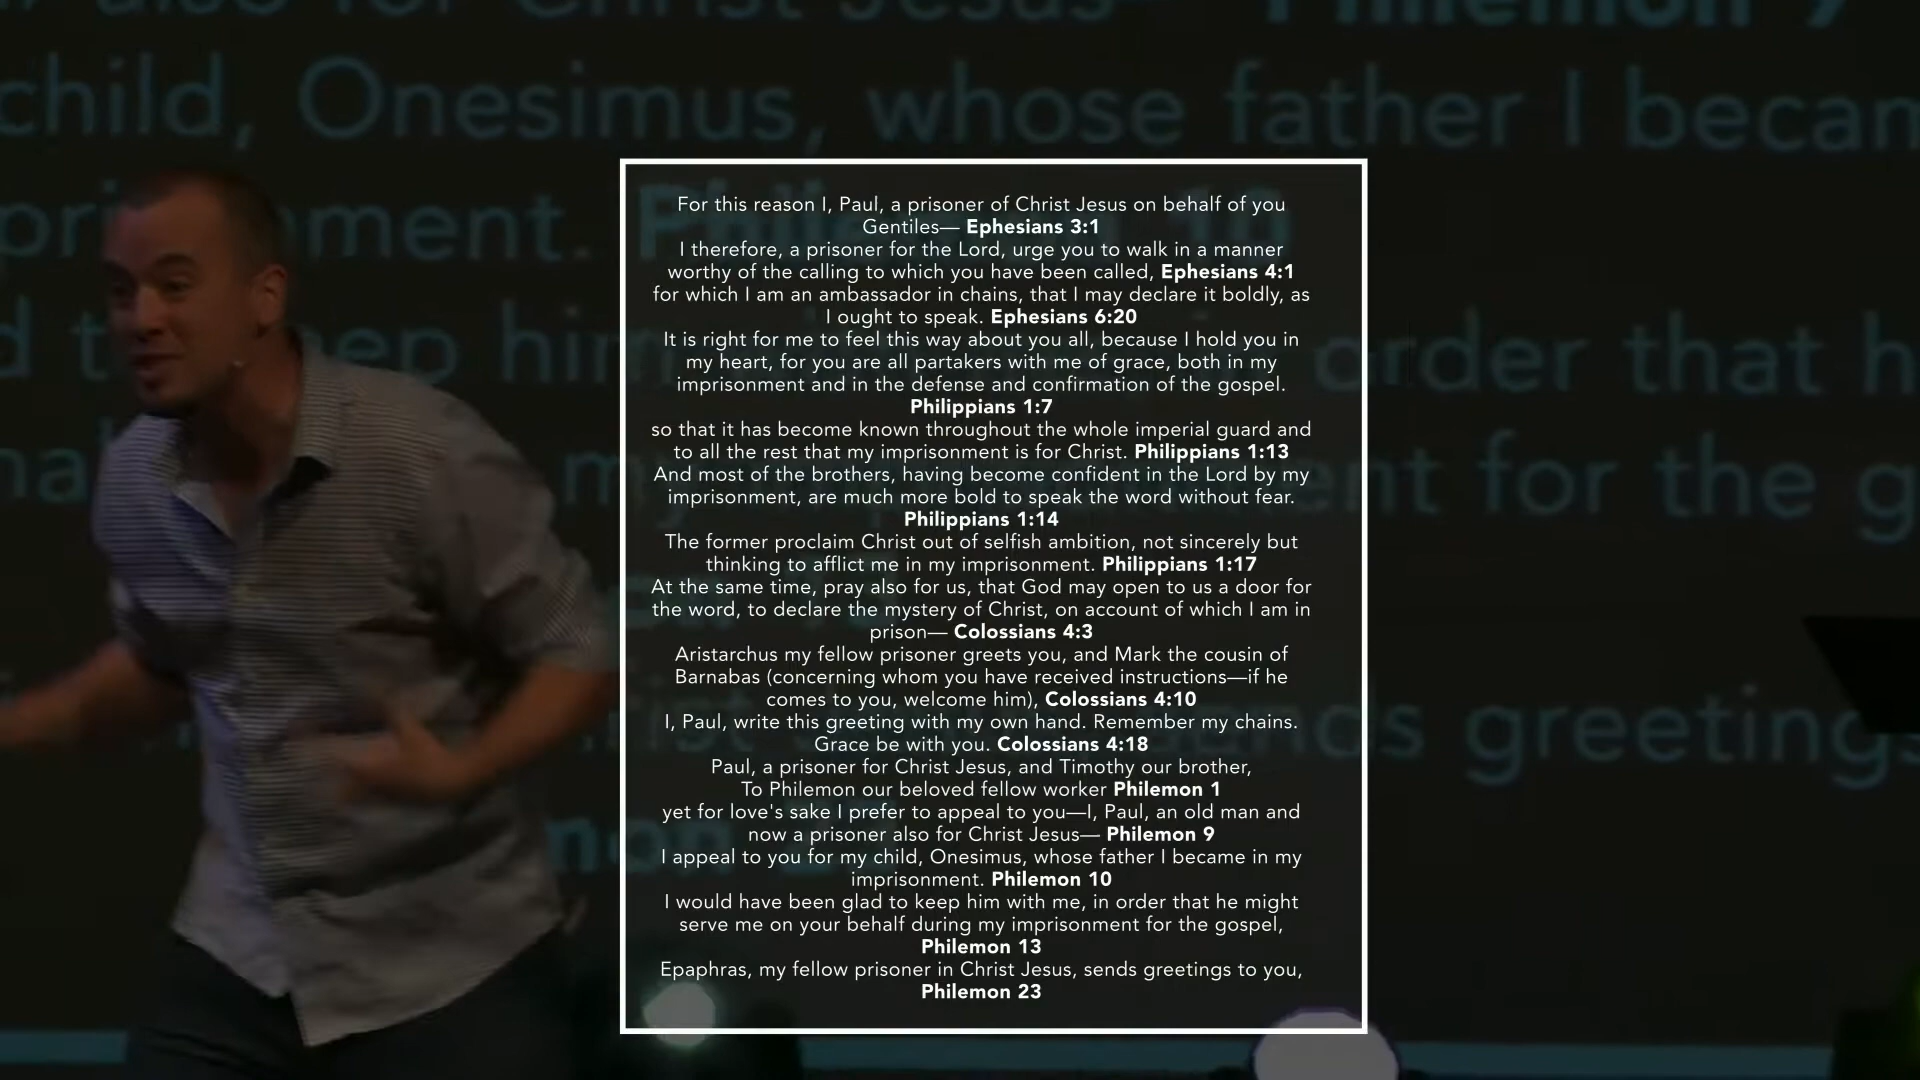 For this reason I, Paul, a prisoner of Christ Jesus on behalf of you
Gentiles— Ephesians 3:1
I therefore, a prisoner for the Lord, urge you to walk in a manner
worthy of the calling to which you have been called, Ephesians 4:1
for which I am an ambassador in chains, that I may declare it boldly, as
I ought to speak. Ephesians 6:20
It is right for me to feel this way about you all, because I hold you in
my heart, for you are all partakers with me of grace, both in my
imprisonment and in the defense and confirmation of the gospel.
Philippians 1:7
so that it has become known throughout the whole imperial guard and
to all the rest that my imprisonment is for Christ. Philippians 1:13
And most of the brothers, having become confident in the Lord by my
imprisonment, are much more bold to speak the word without fear.
Philippians 1:14
The former proclaim Christ out of selfish ambition, not sincerely but
thinking to afflict me in my imprisonment. Philippians 1:17
At the same time, pray also for us, that God may open to us a door for
the word, to declare the mystery of Christ, on account of which I am in
prison— Colossians 4:3
Aristarchus my fellow prisoner greets you, and Mark the cousin of
Barnabas (concerning whom you have received instructions—if he
comes to you, welcome him), Colossians 4:10
I, Paul, write this greeting with my own hand. Remember my chains.
Grace be with you. Colossians 4:18
Paul, a prisoner for Christ Jesus, and Timothy our brother,
To Philemon our beloved fellow worker Philemon 1
yet for love's sake I prefer to appeal to you—I, Paul, an old man and
now a prisoner also for Christ Jesus— Philemon 9
I appeal to you for my child, Onesimus, whose father I became in my
imprisonment. Philemon 10
I would have been glad to keep him with me, in order that he might
serve me on your behalf during my imprisonment for the gospel,
Philemon 13
Epaphras, my fellow prisoner in Christ Jesus, sends greetings to you,
Philemon 23
also for Christ Jesus— Philemon 9
child, Onesimus, whose father I
order that
for the
greetings